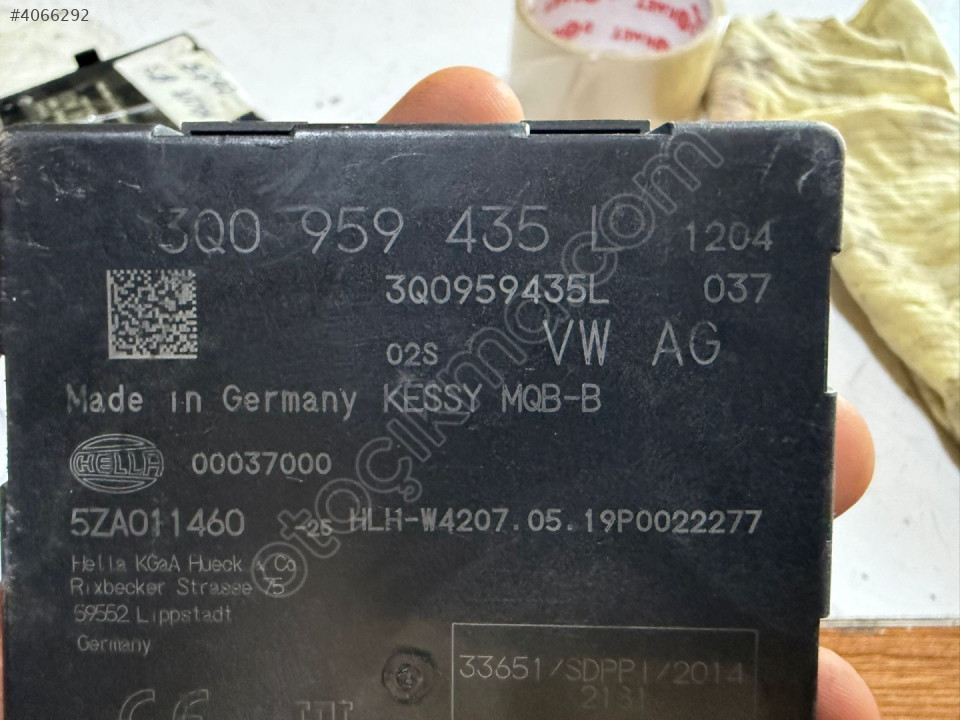 #4066292
3Q0 959 435 L 1204
3Q0959435L 037
02S VW AG
Made in Germany KESSY MQB-B
HELLA 00037000
5ZA011460 -25 HLH-W4207.05.19P0022277
Hella KGaA Hueck & Co
Rixbecker Strasse 75
59552 Lippstadt
Germany
33651/SDPPI/2014
2131
CE
otoçıkma.com